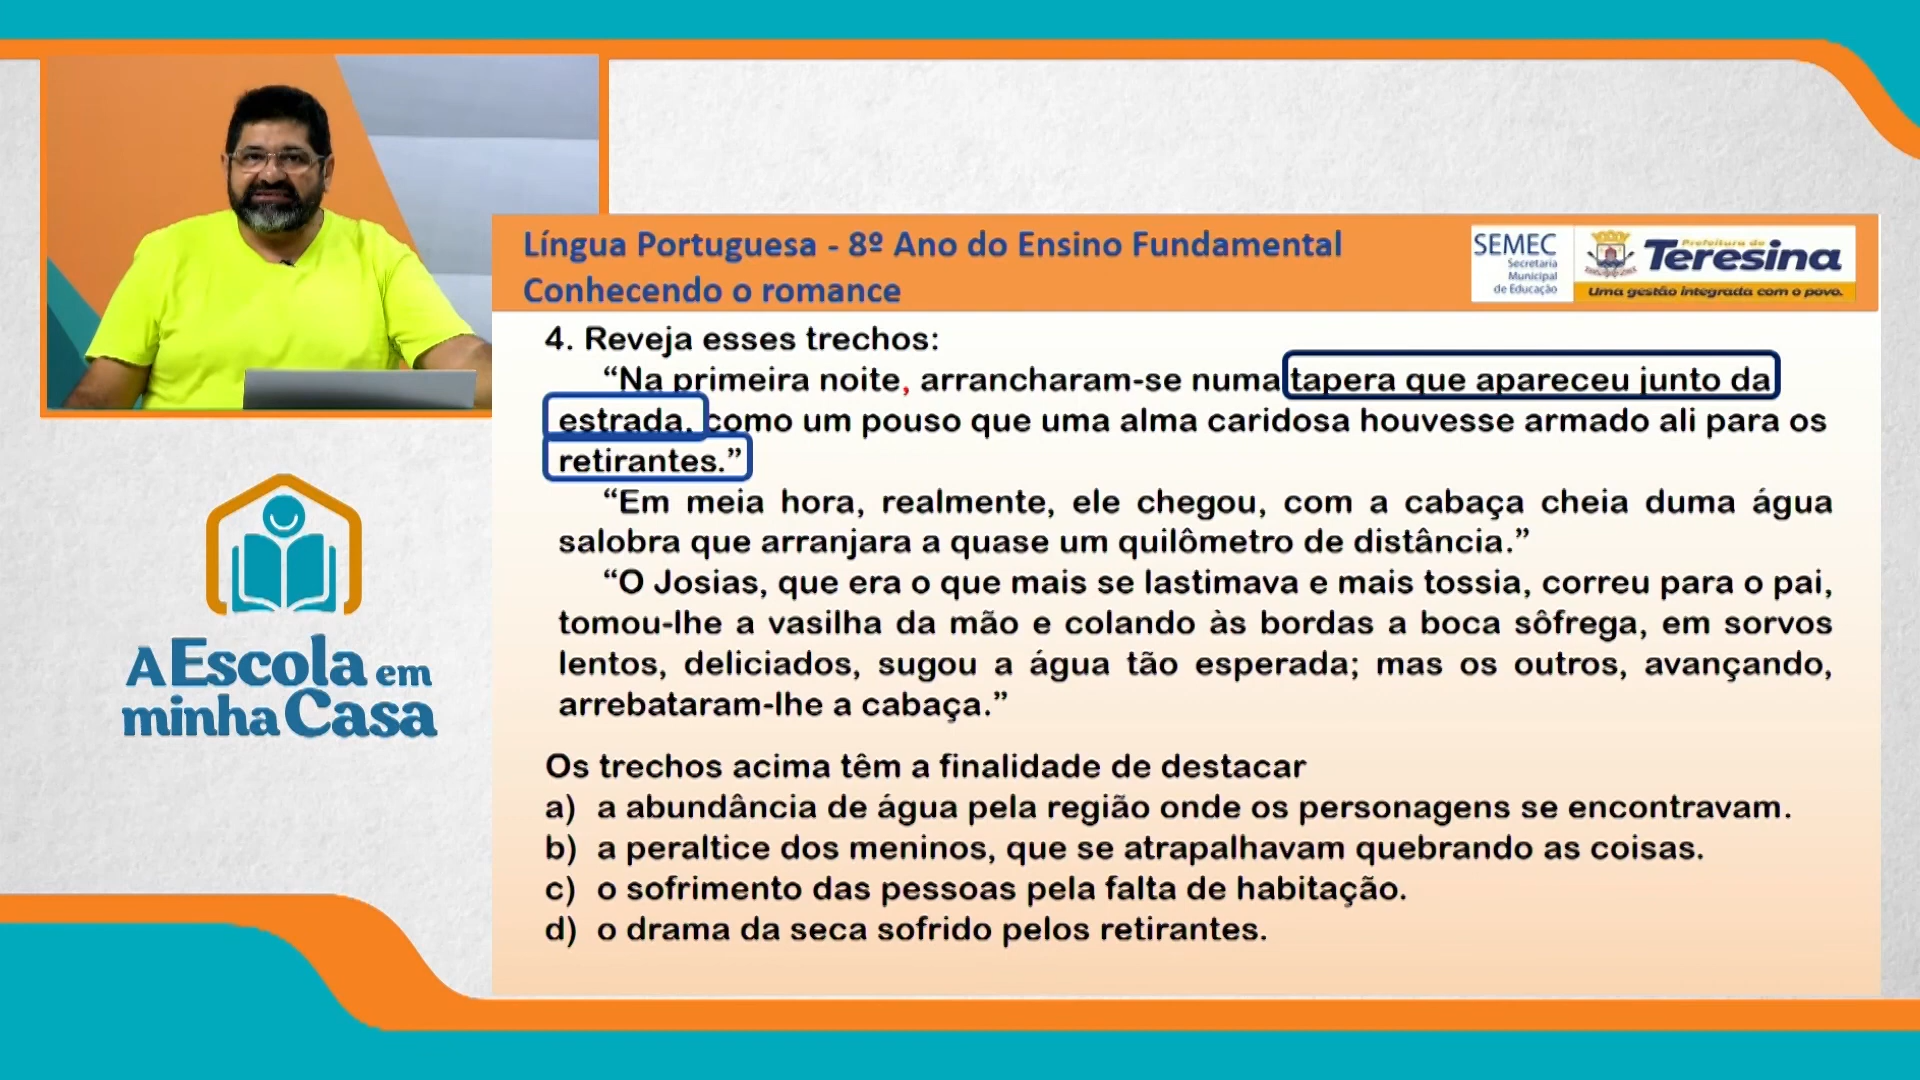 Língua Portuguesa - 8º Ano do Ensino Fundamental
Conhecendo o romance
SEMEC
Secretaria
Municipal
de Educação
Prefeitura de
Teresina
Uma gestão integrada com o povo.
4. Reveja esses trechos:
“Na primeira noite, arrancharam-se numa tapera que apareceu junto da
estrada, como um pouso que uma alma caridosa houvesse armado ali para os
retirantes.”
“Em meia hora, realmente, ele chegou, com a cabaça cheia duma água
salobra que arranjara a quase um quilômetro de distância.”
“O Josias, que era o que mais se lastimava e mais tossia, correu para o pai,
tomou-lhe a vasilha da mão e colando às bordas a boca sôfrega, em sorvos
lentos, deliciados, sugou a água tão esperada; mas os outros, avançando,
arrebataram-lhe a cabaça.”
Os trechos acima têm a finalidade de destacar
a) a abundância de água pela região onde os personagens se encontravam.
b) a peraltice dos meninos, que se atrapalhavam quebrando as coisas.
c) o sofrimento das pessoas pela falta de habitação.
d) o drama da seca sofrido pelos retirantes.
A Escola em
minha Casa